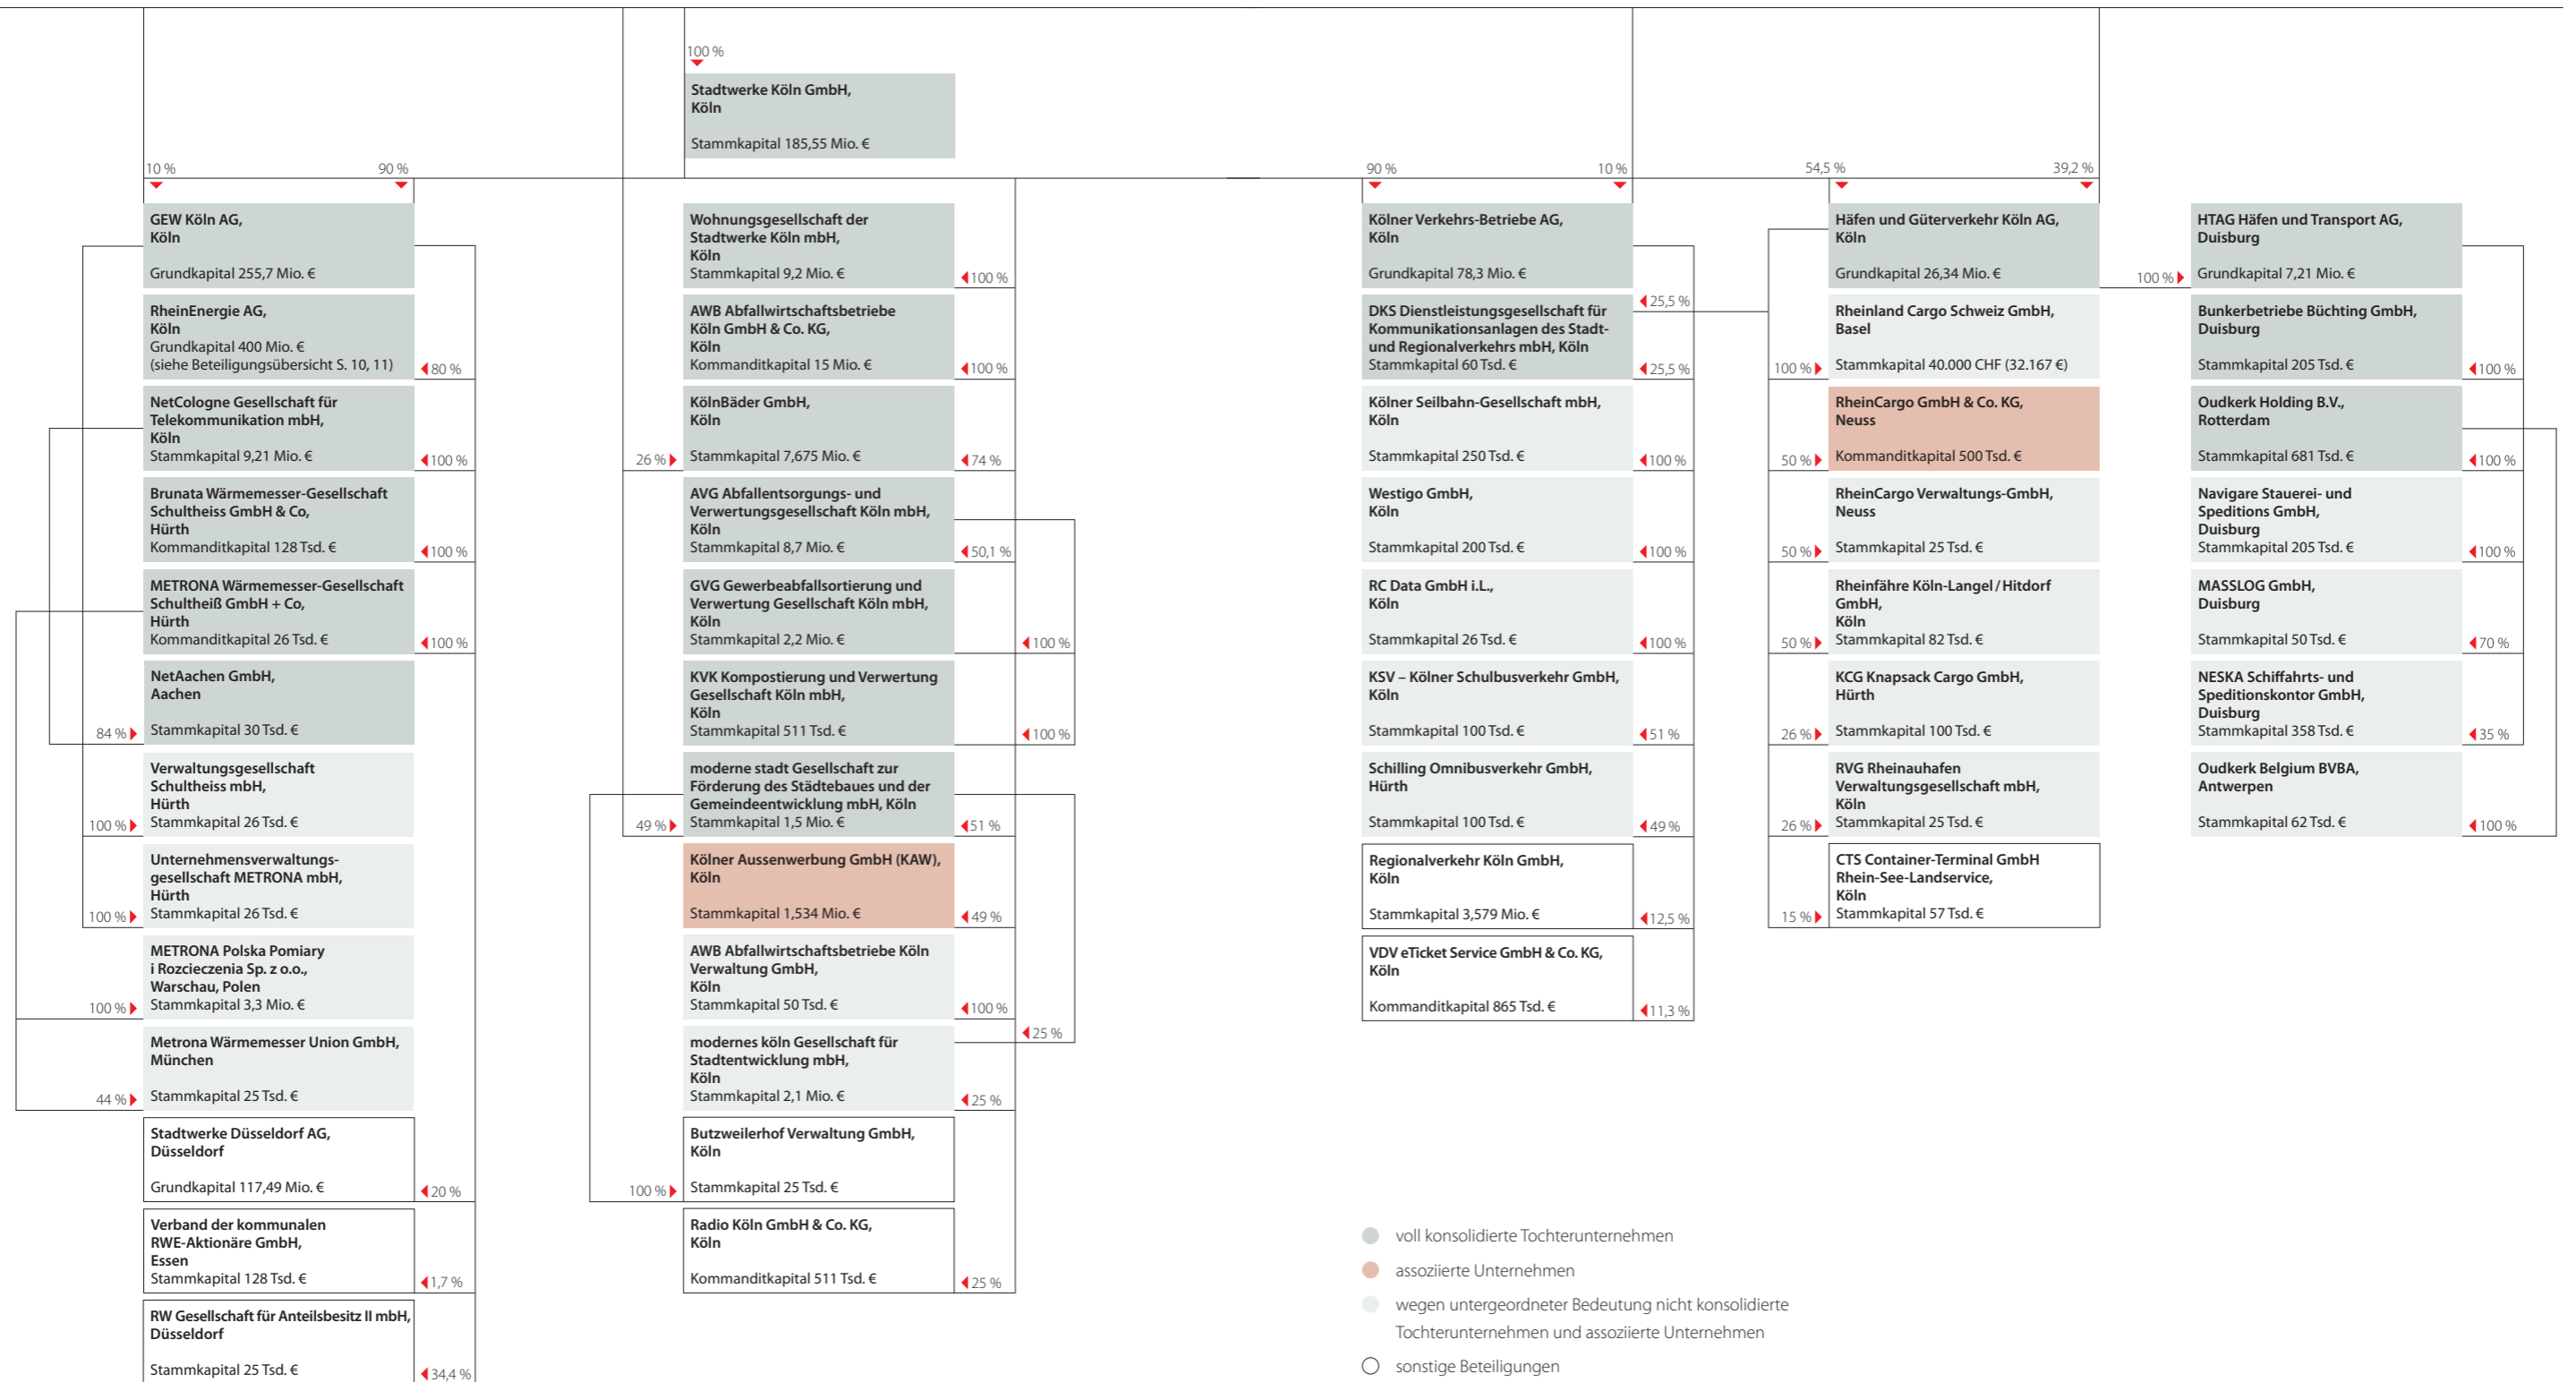 100 %
Stadtwerke Köln GmbH,
Köln
Stammkapital 185,55 Mio. €
10 %
90 %
GEW Köln AG,
Köln
Grundkapital 255,7 Mio. €
RheinEnergie AG,
Köln
Grundkapital 400 Mio. €
(siehe Beteiligungsübersicht S. 10, 11)
80 %
NetCologne Gesellschaft für
Telekommunikation mbH,
Köln
Stammkapital 9,21 Mio. €
100 %
Brunata Wärmemesser-Gesellschaft
Schultheiss GmbH & Co,
Hürth
Kommanditkapital 128 Tsd. €
100 %
METRONA Wärmemesser-Gesellschaft
Schultheiß GmbH + Co,
Hürth
Kommanditkapital 26 Tsd. €
100 %
NetAachen GmbH,
Aachen
84 %
Stammkapital 30 Tsd. €
Verwaltungsgesellschaft
Schultheiss mbH,
Hürth
100 %
Stammkapital 26 Tsd. €
Unternehmensverwaltungs-
gesellschaft METRONA mbH,
Hürth
100 %
Stammkapital 26 Tsd. €
METRONA Polska Pomiary
i Rozcieczenia Sp. z o.o.,
Warschau, Polen
100 %
Stammkapital 3,3 Mio. €
Metrona Wärmemesser Union GmbH,
München
44 %
Stammkapital 25 Tsd. €
Stadtwerke Düsseldorf AG,
Düsseldorf
Grundkapital 117,49 Mio. €
20 %
Verband der kommunalen
RWE-Aktionäre GmbH,
Essen
Stammkapital 128 Tsd. €
1,7 %
RW Gesellschaft für Anteilsbesitz II mbH,
Düsseldorf
Stammkapital 25 Tsd. €
34,4 %
Wohnungsgesellschaft der
Stadtwerke Köln mbH,
Köln
Stammkapital 9,2 Mio. €
100 %
AWB Abfallwirtschaftsbetriebe
Köln GmbH & Co. KG,
Köln
Kommanditkapital 15 Mio. €
100 %
KölnBäder GmbH,
Köln
26 %
Stammkapital 7,675 Mio. €
74 %
AVG Abfallentsorgungs- und
Verwertungsgesellschaft Köln mbH,
Köln
Stammkapital 8,7 Mio. €
50,1 %
GVG Gewerbeabfallsortierung und
Verwertung Gesellschaft Köln mbH,
Köln
Stammkapital 2,2 Mio. €
100 %
KVK Kompostierung und Verwertung
Gesellschaft Köln mbH,
Köln
Stammkapital 511 Tsd. €
100 %
moderne stadt Gesellschaft zur
Förderung des Städtebaues und der
Gemeindeentwicklung mbH, Köln
49 %
Stammkapital 1,5 Mio. €
51 %
Kölner Aussenwerbung GmbH (KAW),
Köln
Stammkapital 1,534 Mio. €
49 %
AWB Abfallwirtschaftsbetriebe Köln
Verwaltung GmbH,
Köln
Stammkapital 50 Tsd. €
100 %
25 %
modernes köln Gesellschaft für
Stadtentwicklung mbH,
Köln
Stammkapital 2,1 Mio. €
25 %
Butzweilerhof Verwaltung GmbH,
Köln
100 %
Stammkapital 25 Tsd. €
Radio Köln GmbH & Co. KG,
Köln
Kommanditkapital 511 Tsd. €
25 %
90 %
10 %
Kölner Verkehrs-Betriebe AG,
Köln
Grundkapital 78,3 Mio. €
25,5 %
DKS Dienstleistungsgesellschaft für
Kommunikationsanlagen des Stadt-
und Regionalverkehrs mbH, Köln
Stammkapital 60 Tsd. €
25,5 %
Kölner Seilbahn-Gesellschaft mbH,
Köln
Stammkapital 250 Tsd. €
100 %
Westigo GmbH,
Köln
Stammkapital 200 Tsd. €
100 %
RC Data GmbH i.L.,
Köln
Stammkapital 26 Tsd. €
100 %
KSV – Kölner Schulbusverkehr GmbH,
Köln
Stammkapital 100 Tsd. €
51 %
Schilling Omnibusverkehr GmbH,
Hürth
Stammkapital 100 Tsd. €
49 %
Regionalverkehr Köln GmbH,
Köln
Stammkapital 3,579 Mio. €
12,5 %
VDV eTicket Service GmbH & Co. KG,
Köln
Kommanditkapital 865 Tsd. €
11,3 %
54,5 %
39,2 %
Häfen und Güterverkehr Köln AG,
Köln
Grundkapital 26,34 Mio. €
Rheinland Cargo Schweiz GmbH,
Basel
100 %
Stammkapital 40.000 CHF (32.167 €)
RheinCargo GmbH & Co. KG,
Neuss
50 %
Kommanditkapital 500 Tsd. €
RheinCargo Verwaltungs-GmbH,
Neuss
50 %
Stammkapital 25 Tsd. €
Rheinfähre Köln-Langel / Hitdorf
GmbH,
Köln
50 %
Stammkapital 82 Tsd. €
KCG Knapsack Cargo GmbH,
Hürth
26 %
Stammkapital 100 Tsd. €
RVG Rheinauhafen
Verwaltungsgesellschaft mbH,
Köln
26 %
Stammkapital 25 Tsd. €
CTS Container-Terminal GmbH
Rhein-See-Landservice,
Köln
15 %
Stammkapital 57 Tsd. €
HTAG Häfen und Transport AG,
Duisburg
100 %
Grundkapital 7,21 Mio. €
Bunkerbetriebe Büchting GmbH,
Duisburg
Stammkapital 205 Tsd. €
100 %
Oudkerk Holding B.V.,
Rotterdam
Stammkapital 681 Tsd. €
100 %
Navigare Stauerei- und
Speditions GmbH,
Duisburg
Stammkapital 205 Tsd. €
100 %
MASSLOG GmbH,
Duisburg
Stammkapital 50 Tsd. €
70 %
NESKA Schiffahrts- und
Speditionskontor GmbH,
Duisburg
Stammkapital 358 Tsd. €
35 %
Oudkerk Belgium BVBA,
Antwerpen
Stammkapital 62 Tsd. €
100 %
voll konsolidierte Tochterunternehmen
assoziierte Unternehmen
wegen untergeordneter Bedeutung nicht konsolidierte
Tochterunternehmen und assoziierte Unternehmen
sonstige Beteiligungen